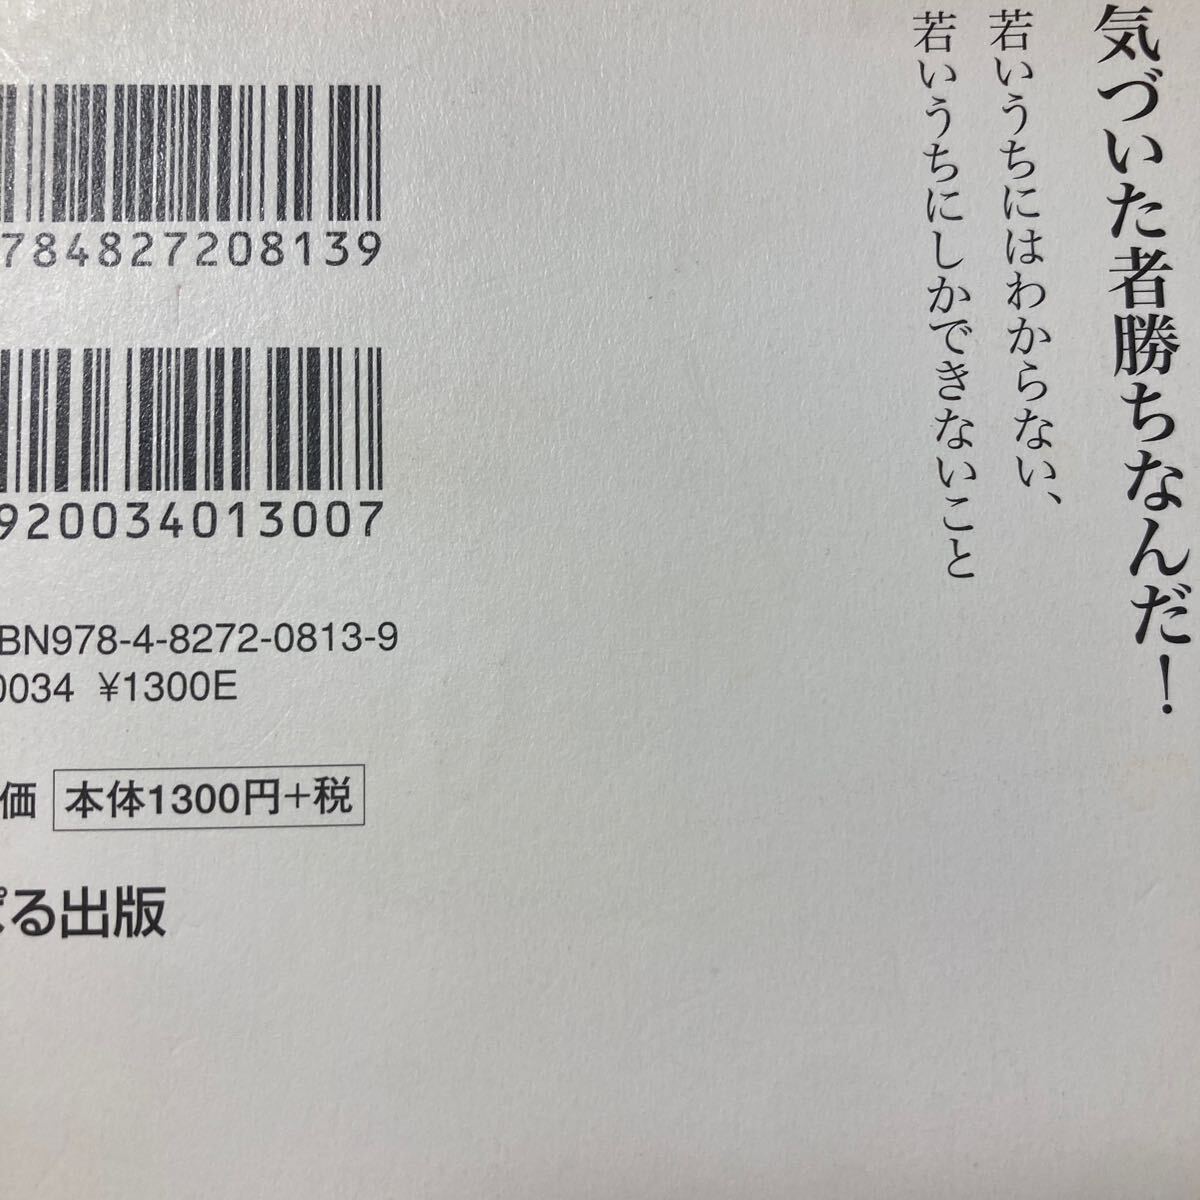 気づいた者勝ちなんだ！
若いうちにはわからない、
若いうちにしかできないこと
784827208139
920034013007
BN978-4-8272-0813-9
0034 ¥1300E
価 本体1300円+税
ぱる出版